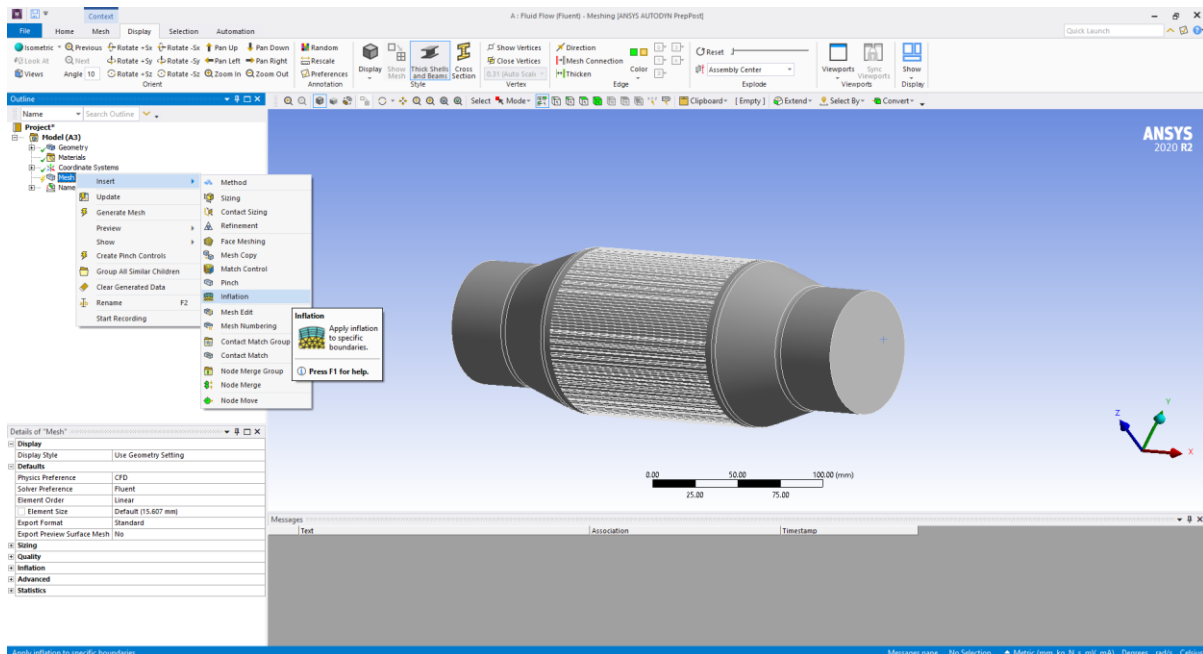 Context
A : Fluid Flow (Fluent) - Meshing [ANSYS AUTODYN PrepPost]
File Home Mesh Display Selection Automation
Quick Launch
Isometric Previous Rotate +Sx Rotate -Sx Pan Up Pan Down Random
Look At Next Rotate +Sy Rotate -Sy Pan Left Pan Right Rescale
Views Angle 10 Rotate +Sz Rotate -Sz Zoom In Zoom Out Preferences
Orient Annotation
Display Show Mesh Thick Shells and Beams Cross Section
Style
Show Vertices
Close Vertices
0.31 (Auto Scale)
Vertex
Direction
Mesh Connection
Thicken
Color
Edge
Reset
Assembly Center
Explode
Viewports Sync Viewports
Viewports
Show
Display
Outline
Select Mode Clipboard [ Empty ] Extend Select By Convert
Name Search Outline
Project*
Model (A3)
Geometry
Materials
Coordinate Systems
Mesh
Name
Insert
Update
Generate Mesh
Preview
Show
Create Pinch Controls
Group All Similar Children
Clear Generated Data
Rename F2
Start Recording
Method
Sizing
Contact Sizing
Refinement
Face Meshing
Mesh Copy
Match Control
Pinch
Inflation
Mesh Edit
Mesh Numbering
Contact Match Group
Contact Match
Node Merge Group
Node Merge
Node Move
Inflation
Apply inflation
to specific
boundaries.
Press F1 for help.
ANSYS
2020 R2
Z
Y
X
0.00 50.00 100.00 (mm)
25.00 75.00
Details of "Mesh"
Display
Display Style Use Geometry Setting
Defaults
Physics Preference CFD
Solver Preference Fluent
Element Order Linear
Element Size Default (15.607 mm)
Export Format Standard
Export Preview Surface Mesh No
Sizing
Quality
Inflation
Advanced
Statistics
Messages
Text Association Timestamp
Apply inflation to specific boundaries
Messages pane No Selection Metric (mm, kg, N, s, mV, mA) Degrees rad/s Celsius